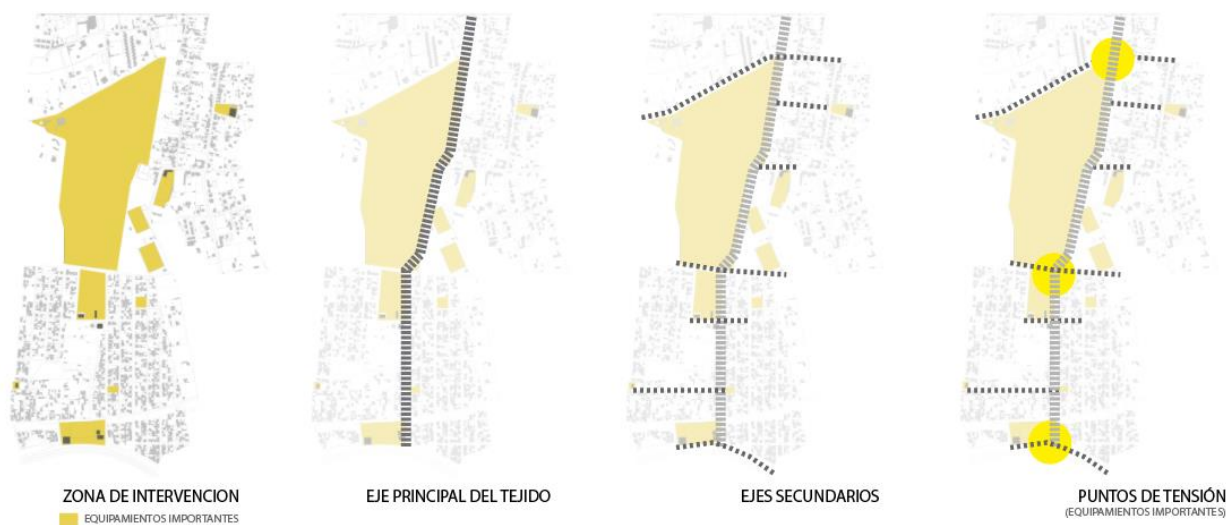 ZONA DE INTERVENCION
EQUIPAMIENTOS IMPORTANTES
EJE PRINCIPAL DEL TEJIDO
EJES SECUNDARIOS
PUNTOS DE TENSIÓN
(EQUIPAMIENTOS IMPORTANTES)